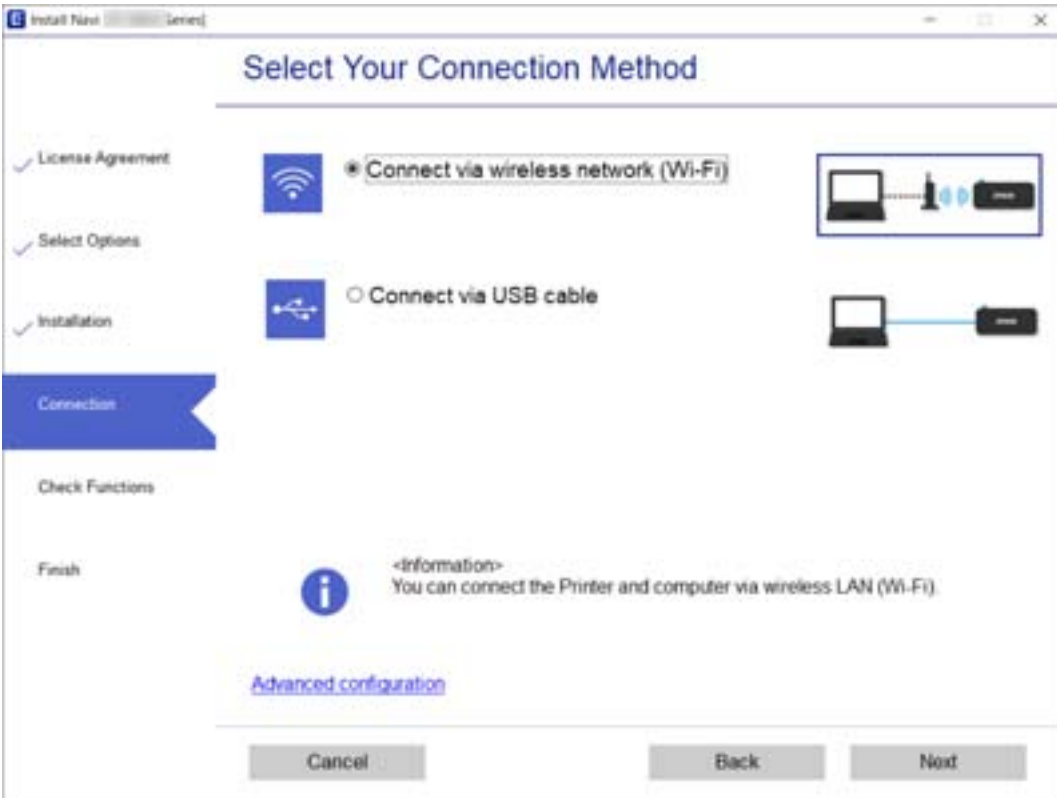 Install Navi Series]
Select Your Connection Method
License Agreement
Select Options
Installation
Connection
Check Functions
Finish
Connect via wireless network (Wi-Fi)
Connect via USB cable
<Information>
You can connect the Printer and computer via wireless LAN (Wi-Fi).
Advanced configuration
Cancel
Back
Next